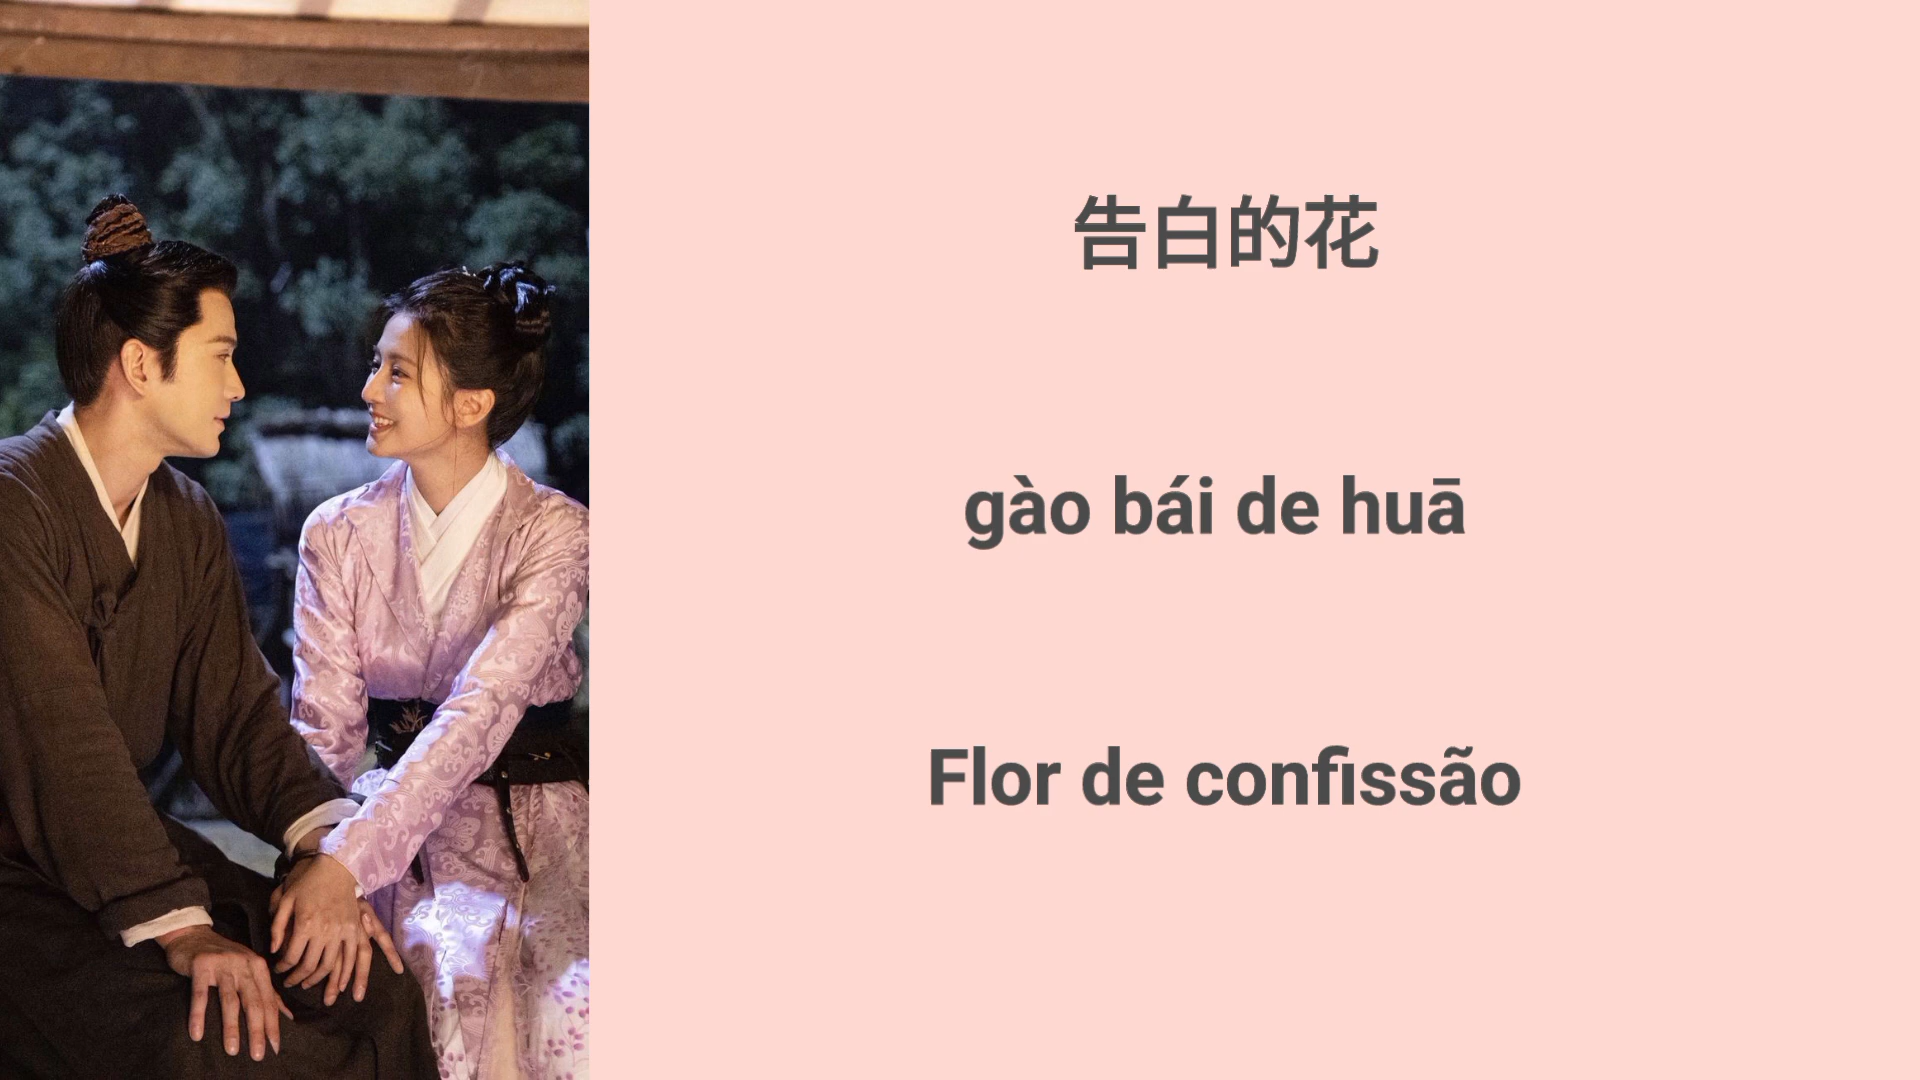 告白的花
gào bái de huā
Flor de confissão